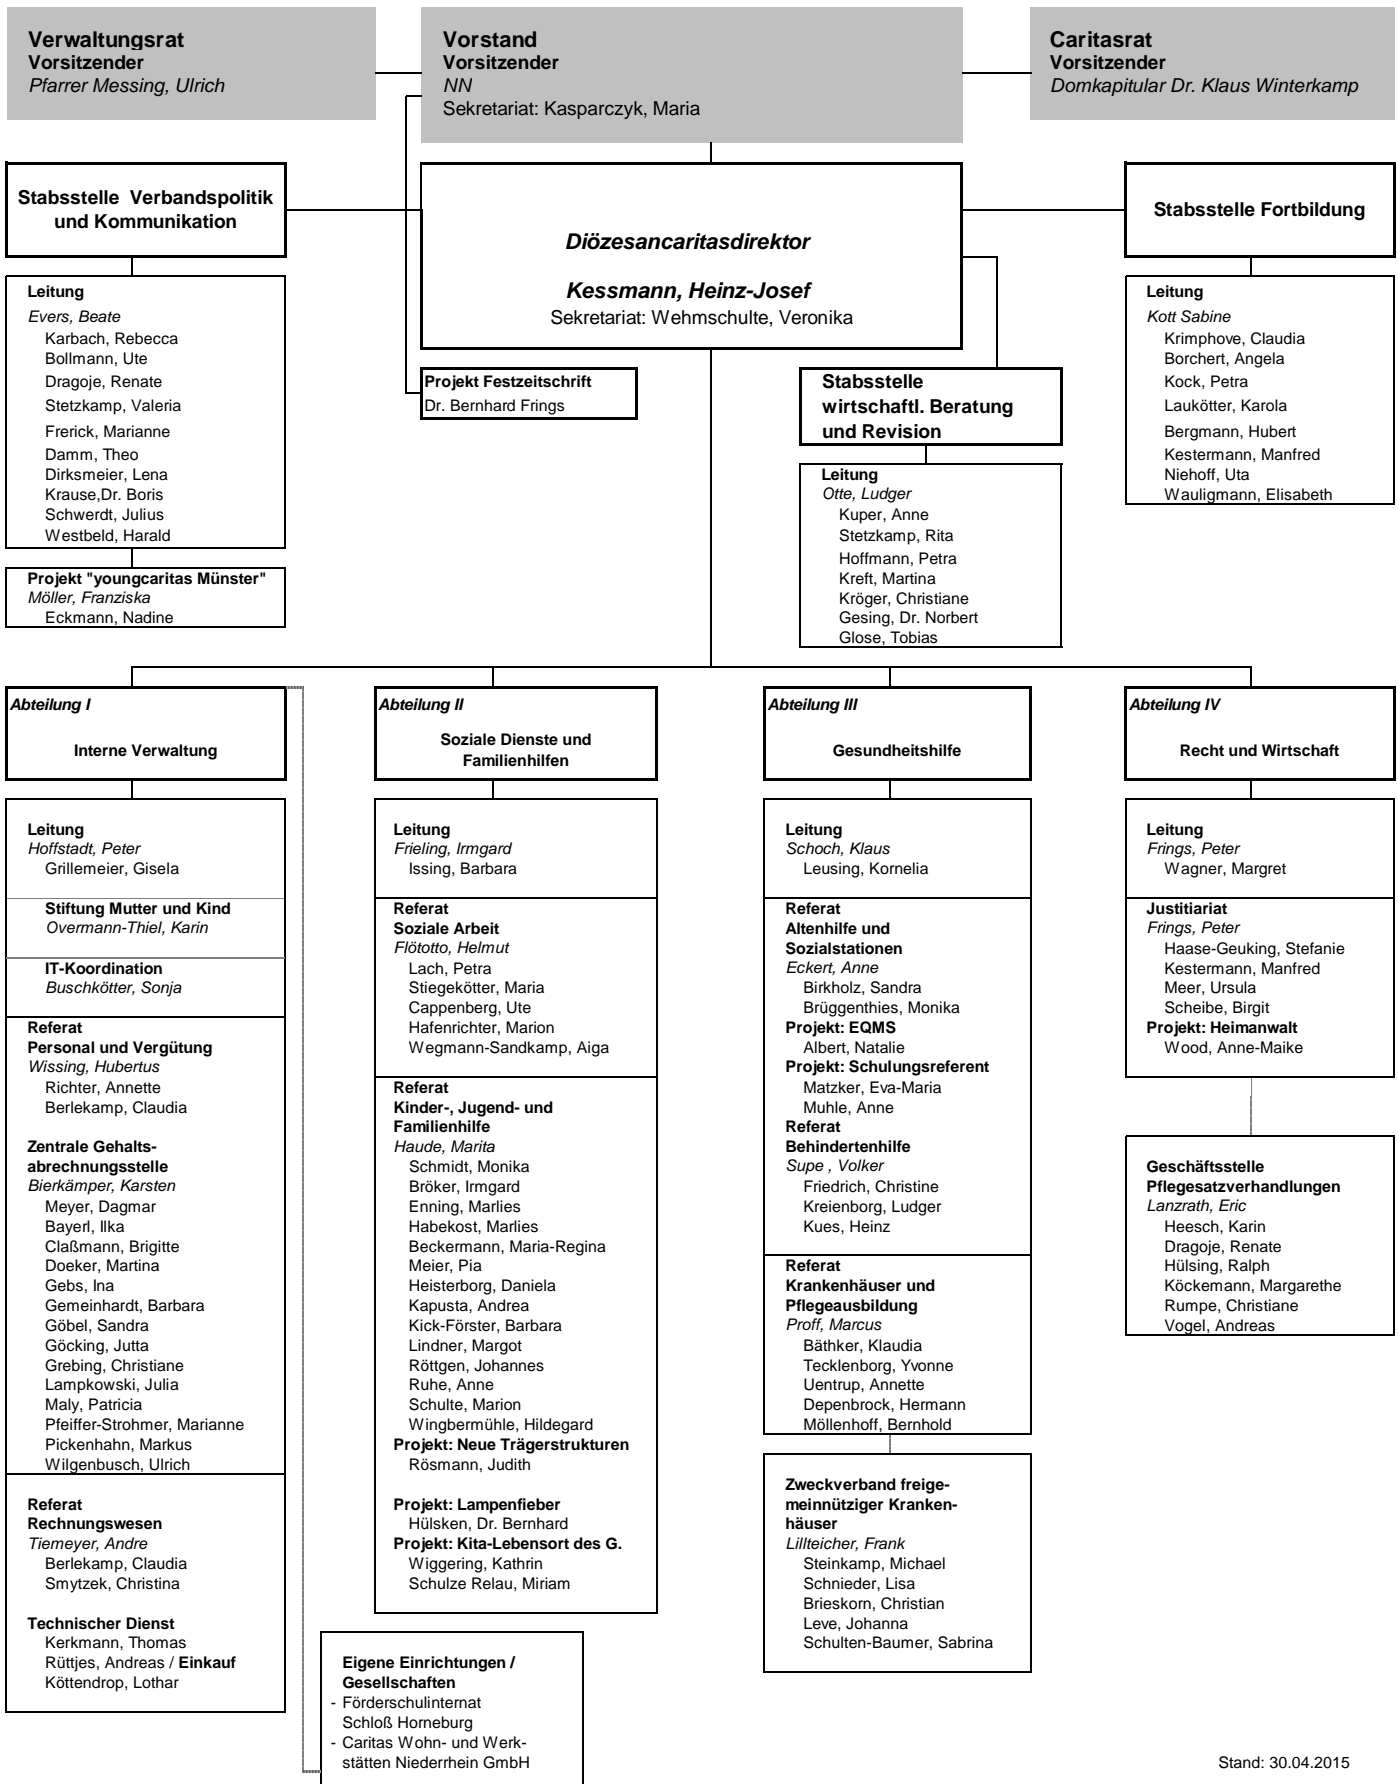 Verwaltungsrat
Vorsitzender
Pfarrer Messing, Ulrich
Vorstand
Vorsitzender
NN
Sekretariat: Kasparczyk, Maria
Caritasrat
Vorsitzender
Domkapitular Dr. Klaus Winterkamp
Stabsstelle Verbandspolitik
und Kommunikation
Diözesancaritasdirektor
Kessmann, Heinz-Josef
Sekretariat: Wehmschulte, Veronika
Stabsstelle Fortbildung
Leitung
Evers, Beate
Karbach, Rebecca
Bollmann, Ute
Dragoje, Renate
Stetzkamp, Valeria
Frerick, Marianne
Damm, Theo
Dirksmeier, Lena
Krause,Dr. Boris
Schwerdt, Julius
Westbeld, Harald
Projekt "youngcaritas Münster"
Möller, Franziska
Eckmann, Nadine
Projekt Festzeitschrift
Dr. Bernhard Frings
Stabsstelle
wirtschaftl. Beratung
und Revision
Leitung
Otte, Ludger
Kuper, Anne
Stetzkamp, Rita
Hoffmann, Petra
Kreft, Martina
Kröger, Christiane
Gesing, Dr. Norbert
Glose, Tobias
Leitung
Kott Sabine
Krimphove, Claudia
Borchert, Angela
Kock, Petra
Laukötter, Karola
Bergmann, Hubert
Kestermann, Manfred
Niehoff, Uta
Wauligmann, Elisabeth
Abteilung I
Interne Verwaltung
Leitung
Hoffstadt, Peter
Grillemeier, Gisela
Stiftung Mutter und Kind
Overmann-Thiel, Karin
IT-Koordination
Buschkötter, Sonja
Referat
Personal und Vergütung
Wissing, Hubertus
Richter, Annette
Berlekamp, Claudia
Zentrale Gehalts-
abrechnungsstelle
Bierkämper, Karsten
Meyer, Dagmar
Bayerl, Ilka
Claßmann, Brigitte
Doeker, Martina
Gebs, Ina
Gemeinhardt, Barbara
Göbel, Sandra
Göcking, Jutta
Grebing, Christiane
Lampkowski, Julia
Maly, Patricia
Pfeiffer-Strohmer, Marianne
Pickenhahn, Markus
Wilgenbusch, Ulrich
Referat
Rechnungswesen
Tiemeyer, Andre
Berlekamp, Claudia
Smytzek, Christina
Technischer Dienst
Kerkmann, Thomas
Rüttjes, Andreas / Einkauf
Köttendrop, Lothar
Abteilung II
Soziale Dienste und
Familienhilfen
Leitung
Frieling, Irmgard
Issing, Barbara
Referat
Soziale Arbeit
Flötotto, Helmut
Lach, Petra
Stiegekötter, Maria
Cappenberg, Ute
Hafenrichter, Marion
Wegmann-Sandkamp, Aiga
Referat
Kinder-, Jugend- und
Familienhilfe
Haude, Marita
Schmidt, Monika
Bröker, Irmgard
Enning, Marlies
Habekost, Marlies
Beckermann, Maria-Regina
Meier, Pia
Heisterborg, Daniela
Kapusta, Andrea
Kick-Förster, Barbara
Lindner, Margot
Röttgen, Johannes
Ruhe, Anne
Schulte, Marion
Wingbermühle, Hildegard
Projekt: Neue Trägerstrukturen
Rösmann, Judith
Projekt: Lampenfieber
Hülsken, Dr. Bernhard
Projekt: Kita-Lebensort des G.
Wiggering, Kathrin
Schulze Relau, Miriam
Eigene Einrichtungen /
Gesellschaften
- Förderschulinternat
Schloß Horneburg
- Caritas Wohn- und Werk-
stätten Niederrhein GmbH
Abteilung III
Gesundheitshilfe
Leitung
Schoch, Klaus
Leusing, Kornelia
Referat
Altenhilfe und
Sozialstationen
Eckert, Anne
Birkholz, Sandra
Brüggenthies, Monika
Projekt: EQMS
Albert, Natalie
Projekt: Schulungsreferent
Matzker, Eva-Maria
Muhle, Anne
Referat
Behindertenhilfe
Supe , Volker
Friedrich, Christine
Kreienborg, Ludger
Kues, Heinz
Referat
Krankenhäuser und
Pflegeausbildung
Proff, Marcus
Bäthker, Klaudia
Tecklenborg, Yvonne
Uentrup, Annette
Depenbrock, Hermann
Möllenhoff, Bernhold
Zweckverband freige-
meinnütziger Kranken-
häuser
Lillteicher, Frank
Steinkamp, Michael
Schnieder, Lisa
Brieskorn, Christian
Leve, Johanna
Schulten-Baumer, Sabrina
Abteilung IV
Recht und Wirtschaft
Leitung
Frings, Peter
Wagner, Margret
Justitiariat
Frings, Peter
Haase-Geuking, Stefanie
Kestermann, Manfred
Meer, Ursula
Scheibe, Birgit
Projekt: Heimanwalt
Wood, Anne-Maike
Geschäftsstelle
Pflegesatzverhandlungen
Lanzrath, Eric
Heesch, Karin
Dragoje, Renate
Hülsing, Ralph
Köckemann, Margarethe
Rumpe, Christiane
Vogel, Andreas
Stand: 30.04.2015